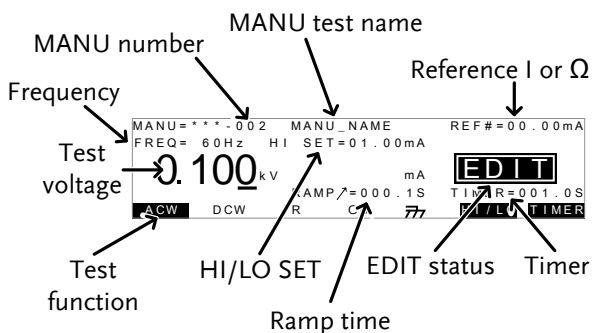 MANU test name
MANU number
Reference I or Ω
Frequency
MANU=***-002 MANU_NAME REF#=00.00mA
FREQ= 60Hz HI SET=01.00mA
Test voltage
0.100kV mA EDIT
RAMP↗=000.1S TIMER=001.0S
ACW DCW R C HI/LO TIMER
Test function
HI/LO SET
EDIT status
Timer
Ramp time